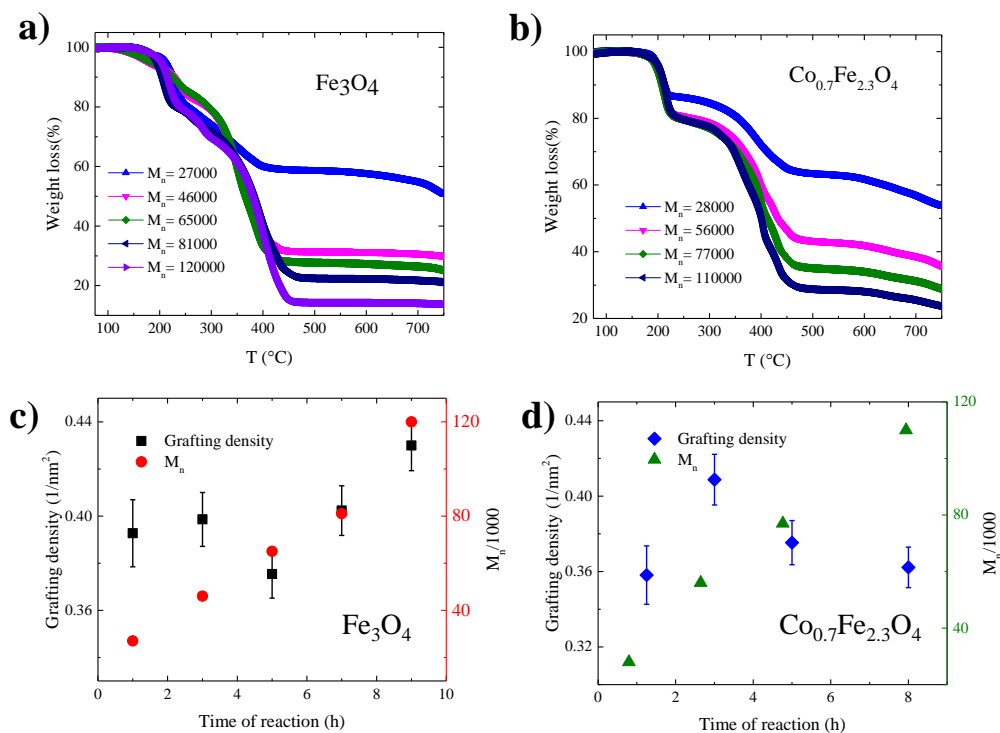 a)
Fe3O4
100
80
60
40
20
Weight loss(%)
Mn= 27000
Mn= 46000
Mn= 65000
Mn= 81000
Mn= 120000
100 200 300 400 500 600 700
T (°C)
b)
Co0.7Fe2.3O4
100
80
60
40
20
Weight loss(%)
Mn= 28000
Mn= 56000
Mn= 77000
Mn= 110000
100 200 300 400 500 600 700
T (°C)
c)
0.44
0.40
0.36
Grafting density (1/nm2)
Grafting density
Mn
Fe3O4
120
80
40
Mn/1000
0 2 4 6 8 10
Time of reaction (h)
d)
0.44
0.40
0.36
0.32
Grafting density (1/nm2)
Grafting density
Mn
Co0.7Fe2.3O4
120
80
40
Mn/1000
0 2 4 6 8
Time of reaction (h)